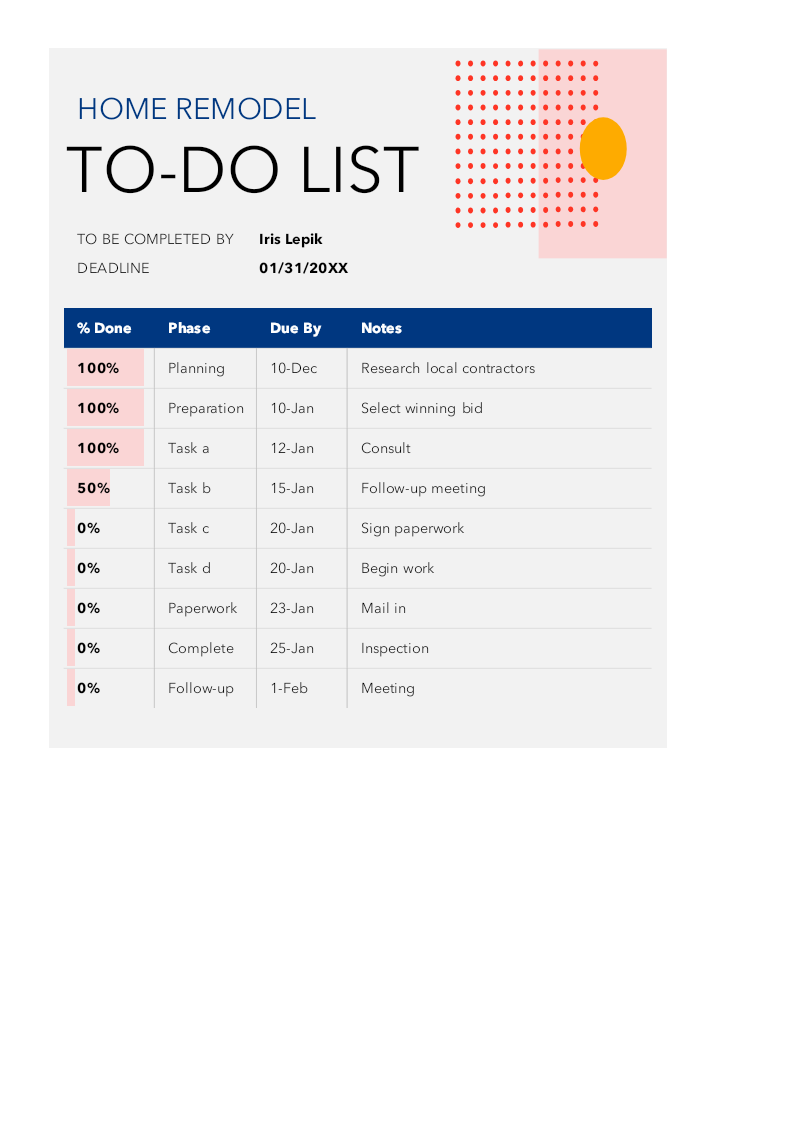 HOME REMODEL
TO-DO LIST
TO BE COMPLETED BY Iris Lepik
DEADLINE 01/31/20XX
% Done Phase Due By Notes
100% Planning 10-Dec Research local contractors
100% Preparation 10-Jan Select winning bid
100% Task a 12-Jan Consult
50% Task b 15-Jan Follow-up meeting
0% Task c 20-Jan Sign paperwork
0% Task d 20-Jan Begin work
0% Paperwork 23-Jan Mail in
0% Complete 25-Jan Inspection
0% Follow-up 1-Feb Meeting